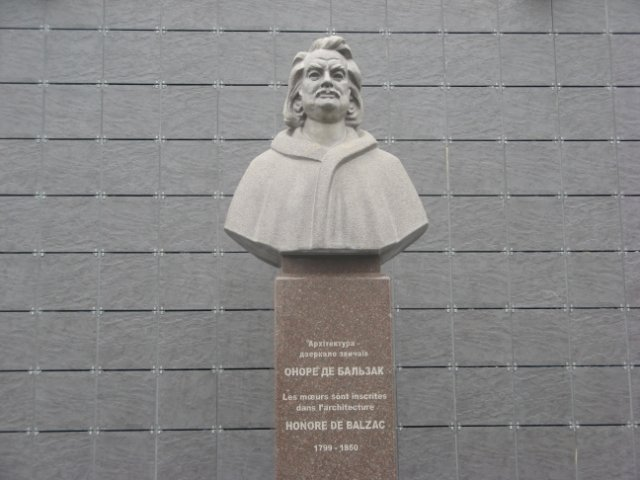 Архітектура -
дзеркало звичаїв
ОНОРЕ ДЕ БАЛЬЗАК
Les mœurs sont inscrites
dans l'architecture
HONORE DE BALZAC
1799 - 1850